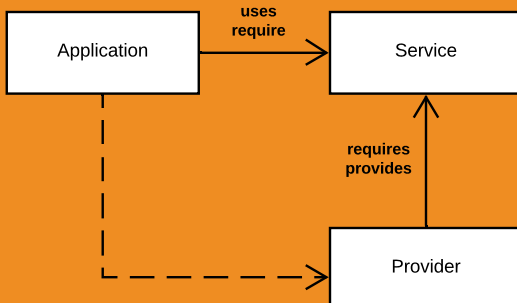 uses
require
Application
Service
requires
provides
Provider